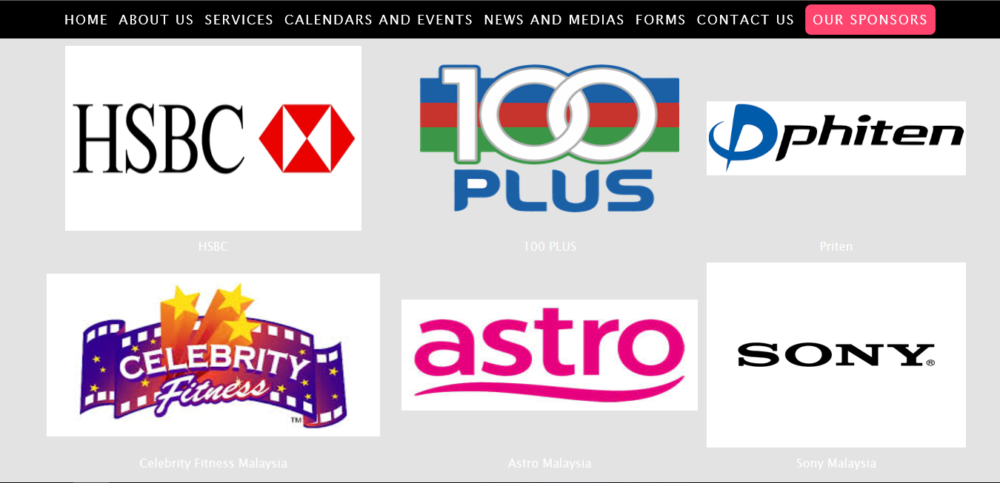 HOME ABOUT US SERVICES CALENDARS AND EVENTS NEWS AND MEDIAS FORMS CONTACT US OUR SPONSORS
HSBC
100
PLUS
phiten
HSBC
100 PLUS
Priten
CELEBRITY
Fitness
TM
astro
SONY®
Celebrity Fitness Malaysia
Astro Malaysia
Sony Malaysia